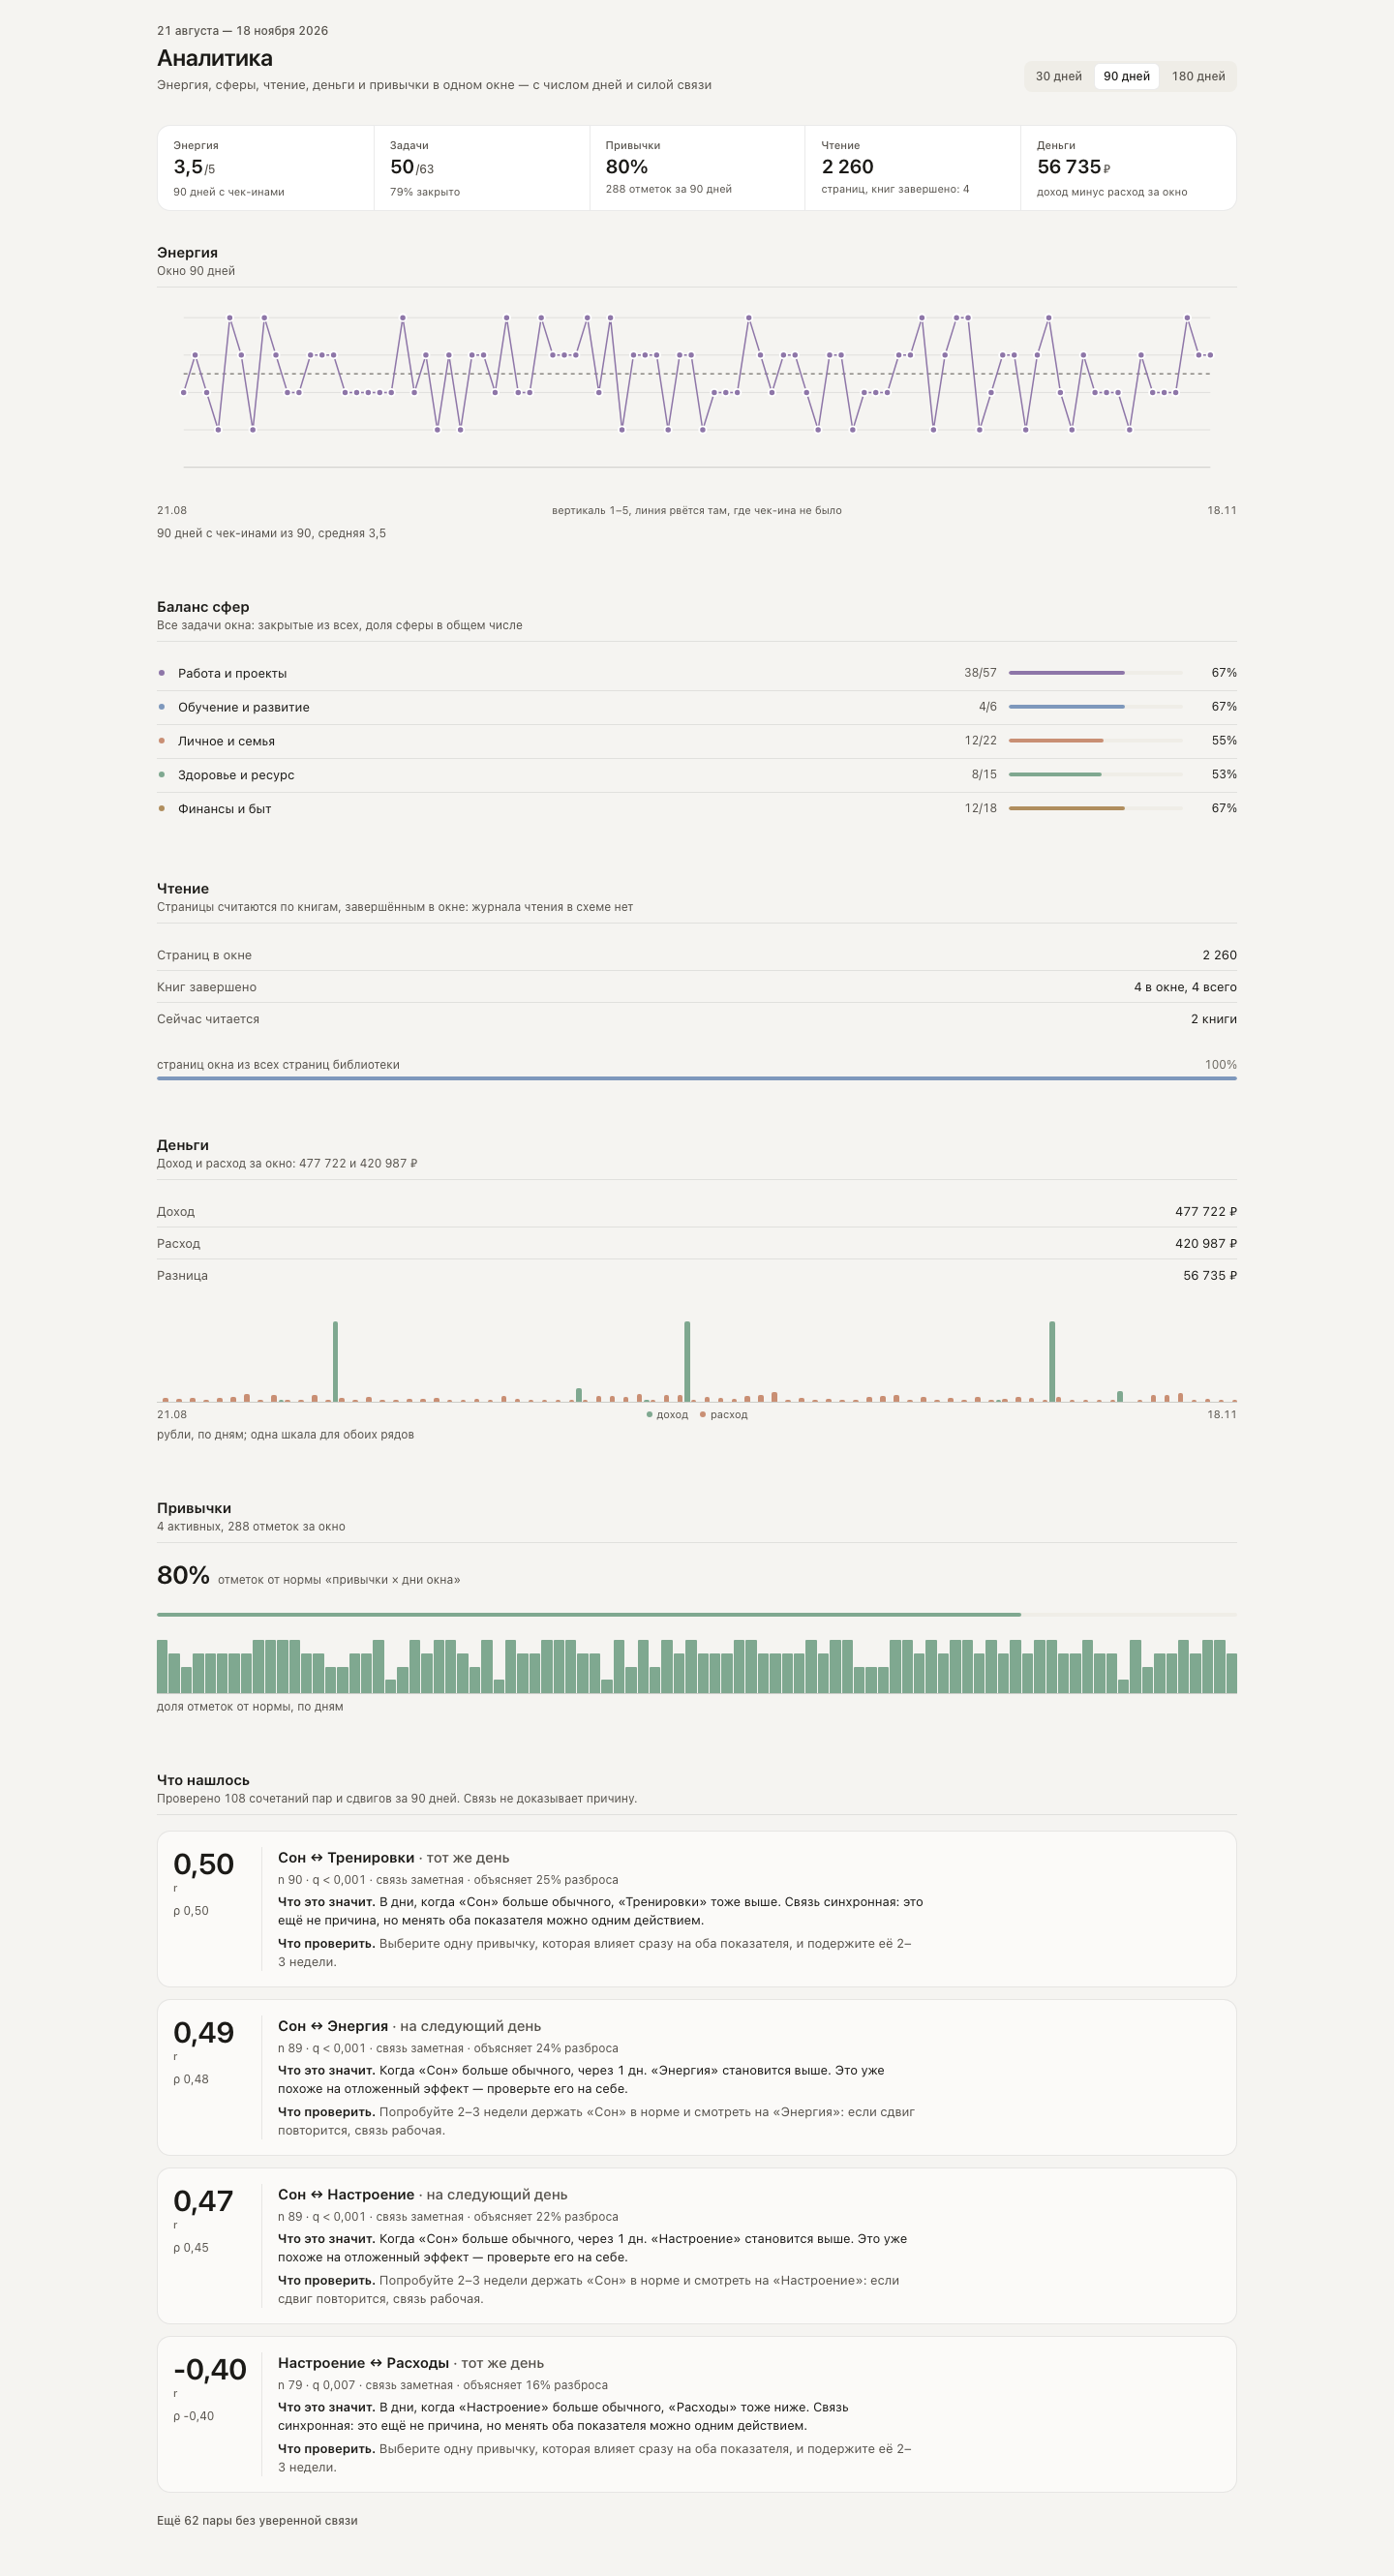 21 августа — 18 ноября 2026
Аналитика
Энергия, сферы, чтение, деньги и привычки в одном окне — с числом дней и силой связи
30 дней
90 дней
180 дней
Энергия
3,5/5
90 дней с чек-инами
Задачи
50/63
79% закрыто
Привычки
80%
288 отметок за 90 дней
Чтение
2 260
страниц, книг завершено: 4
Деньги
56 735 ₽
доход минус расход за окно
Энергия
Окно 90 дней
21.08
вертикаль 1–5, линия рвётся там, где чек-ина не было
18.11
90 дней с чек-инами из 90, средняя 3,5
Баланс сфер
Все задачи окна: закрытые из всех, доля сферы в общем числе
Работа и проекты 38/57 67%
Обучение и развитие 4/6 67%
Личное и семья 12/22 55%
Здоровье и ресурс 8/15 53%
Финансы и быт 12/18 67%
Чтение
Страницы считаются по книгам, завершённым в окне: журнала чтения в схеме нет
Страниц в окне 2 260
Книг завершено 4 в окне, 4 всего
Сейчас читается 2 книги
страниц окна из всех страниц библиотеки 100%
Деньги
Доход и расход за окно: 477 722 и 420 987 ₽
Доход 477 722 ₽
Расход 420 987 ₽
Разница 56 735 ₽
21.08
доход
расход
18.11
рубли, по дням; одна шкала для обоих рядов
Привычки
4 активных, 288 отметок за окно
80% отметок от нормы «привычки × дни окна»
доля отметок от нормы, по дням
Что нашлось
Проверено 108 сочетаний пар и сдвигов за 90 дней. Связь не доказывает причину.
0,50
r
ρ 0,50
Сон ↔ Тренировки · тот же день
n 90 · q < 0,001 · связь заметная · объясняет 25% разброса
Что это значит. В дни, когда «Сон» больше обычного, «Тренировки» тоже выше. Связь синхронная: это
ещё не причина, но менять оба показателя можно одним действием.
Что проверить. Выберите одну привычку, которая влияет сразу на оба показателя, и подержите её 2–
3 недели.
0,49
r
ρ 0,48
Сон ↔ Энергия · на следующий день
n 89 · q < 0,001 · связь заметная · объясняет 24% разброса
Что это значит. Когда «Сон» больше обычного, через 1 дн. «Энергия» становится выше. Это уже
похоже на отложенный эффект — проверьте его на себе.
Что проверить. Попробуйте 2–3 недели держать «Сон» в норме и смотреть на «Энергия»: если сдвиг
повторится, связь рабочая.
0,47
r
ρ 0,45
Сон ↔ Настроение · на следующий день
n 89 · q < 0,001 · связь заметная · объясняет 22% разброса
Что это значит. Когда «Сон» больше обычного, через 1 дн. «Настроение» становится выше. Это уже
похоже на отложенный эффект — проверьте его на себе.
Что проверить. Попробуйте 2–3 недели держать «Сон» в норме и смотреть на «Настроение»: если
сдвиг повторится, связь рабочая.
-0,40
r
ρ -0,40
Настроение ↔ Расходы · тот же день
n 79 · q 0,007 · связь заметная · объясняет 16% разброса
Что это значит. В дни, когда «Настроение» больше обычного, «Расходы» тоже ниже. Связь
синхронная: это ещё не причина, но менять оба показателя можно одним действием.
Что проверить. Выберите одну привычку, которая влияет сразу на оба показателя, и подержите её 2–
3 недели.
Ещё 62 пары без уверенной связи